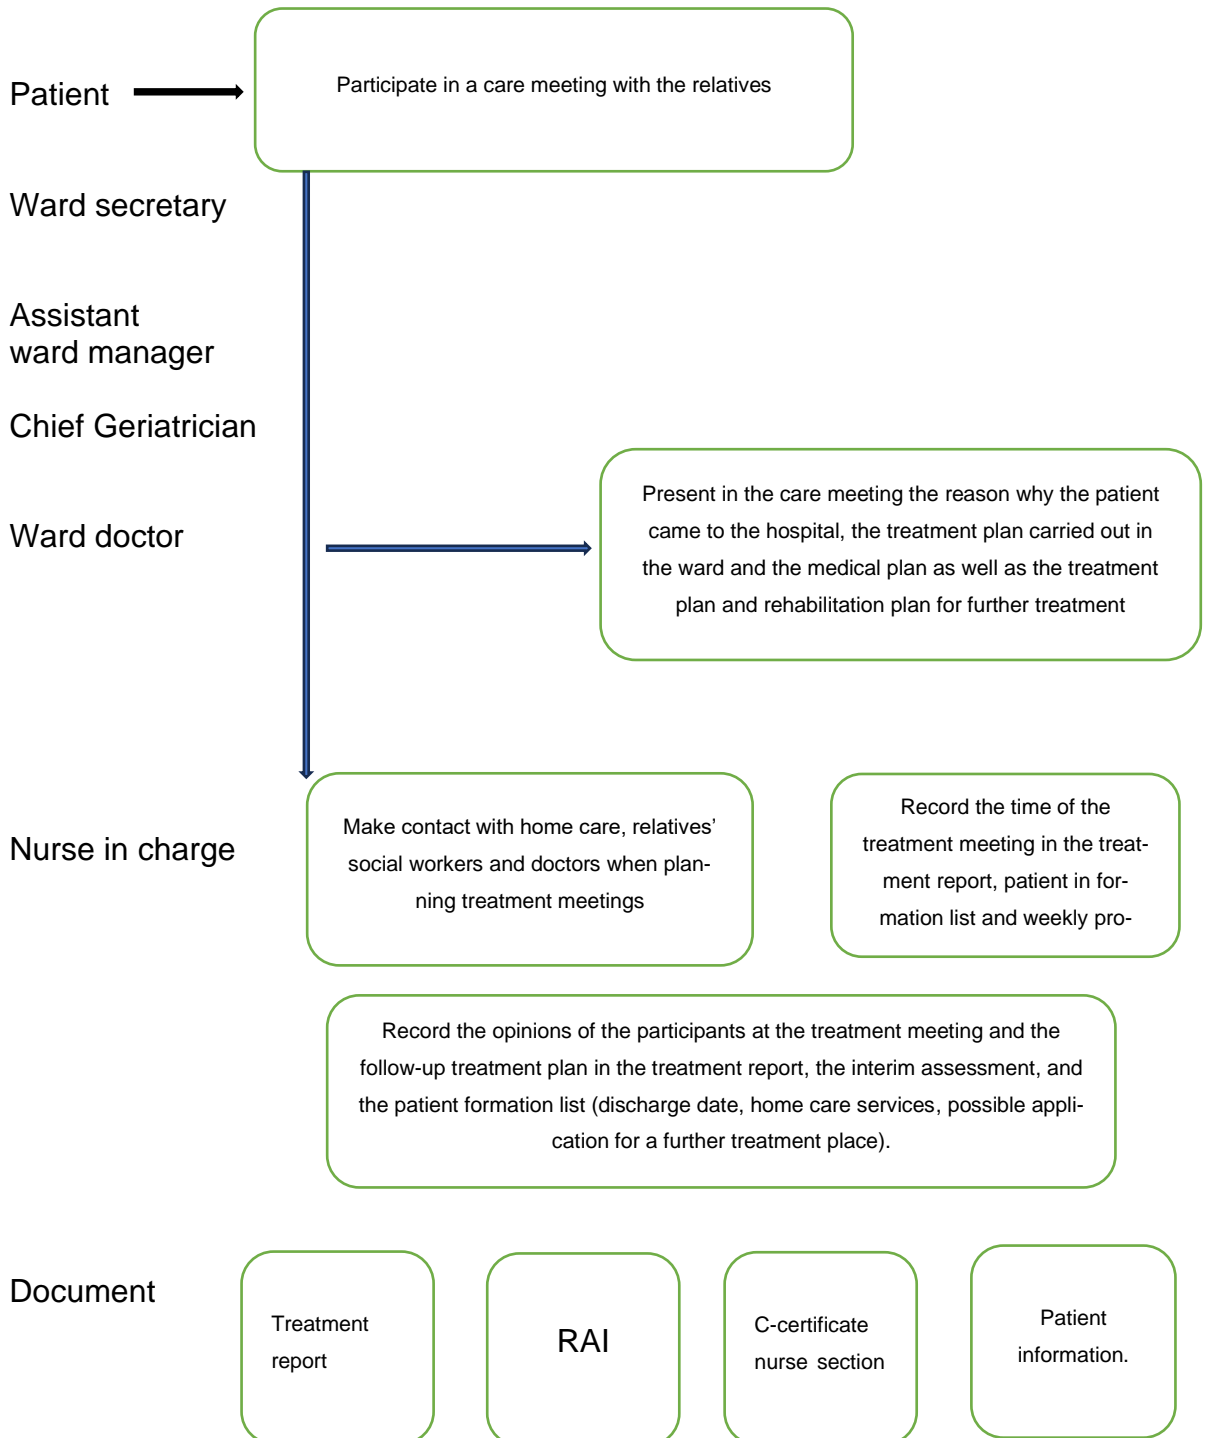 Participate in a care meeting with the relatives
Patient
Ward secretary
Assistant
ward manager
Chief Geriatrician
Ward doctor
Present in the care meeting the reason why the patient
came to the hospital, the treatment plan carried out in
the ward and the medical plan as well as the treatment
plan and rehabilitation plan for further treatment
Nurse in charge
Make contact with home care, relatives’
social workers and doctors when plan-
ning treatment meetings
Record the time of the
treatment meeting in the treat-
ment report, patient in for-
mation list and weekly pro-
Record the opinions of the participants at the treatment meeting and the
follow-up treatment plan in the treatment report, the interim assessment, and
the patient formation list (discharge date, home care services, possible appli-
cation for a further treatment place).
Document
Treatment
report
RAI
C-certificate
nurse section
Patient
information.